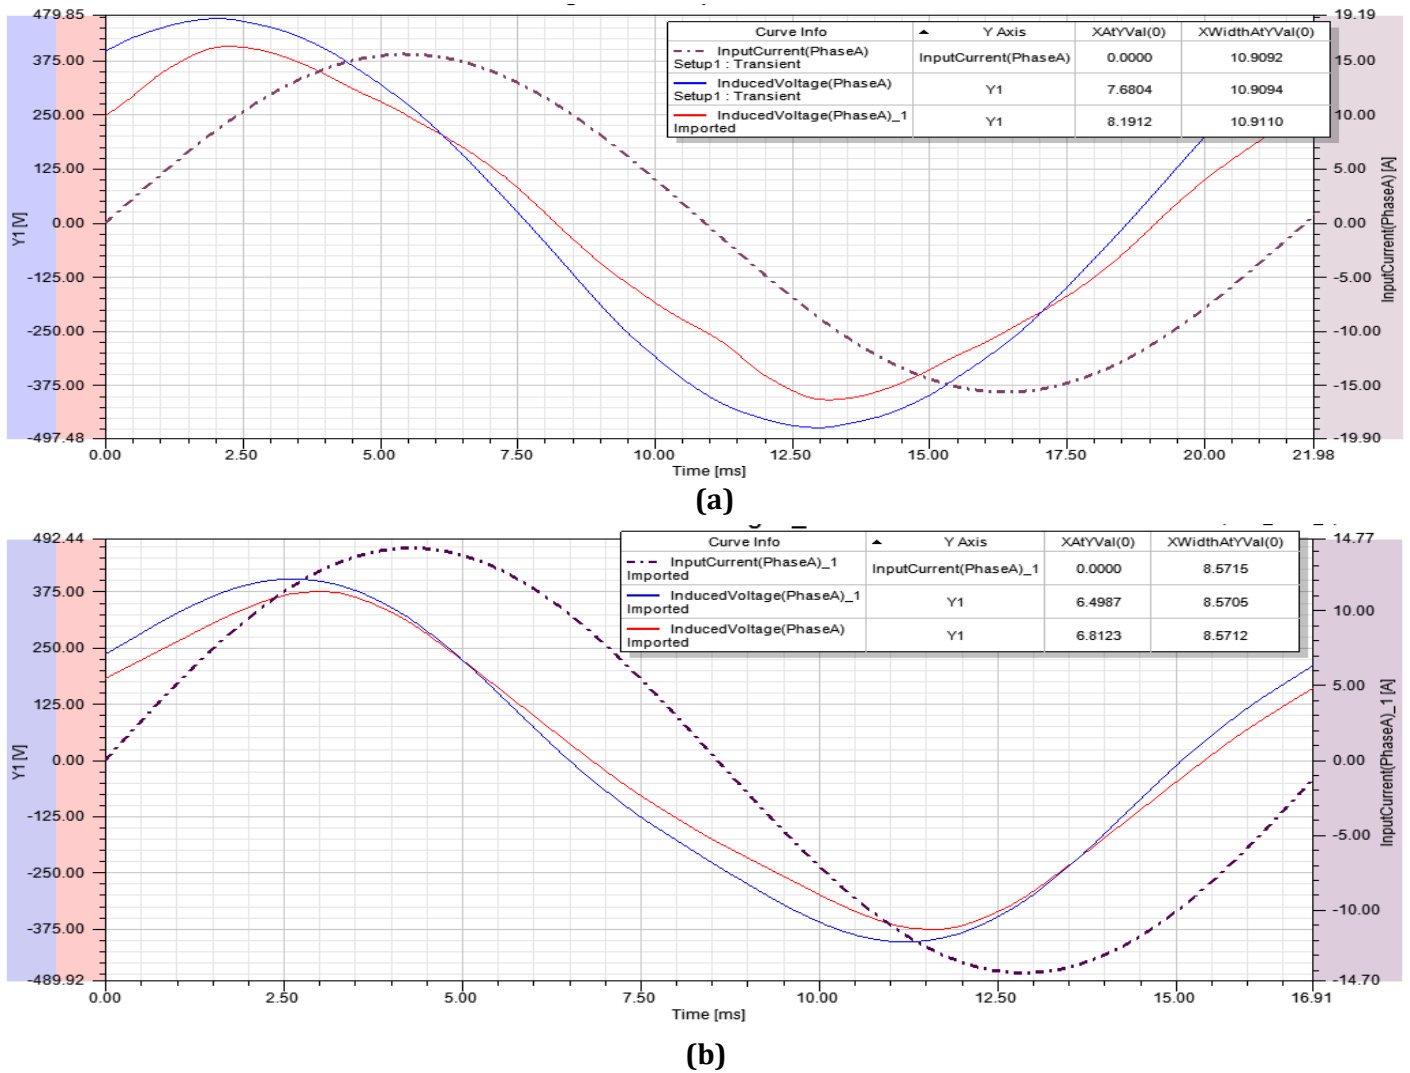 479.85
375.00
250.00
125.00
0.00
-125.00
-250.00
-375.00
-497.48
Y1 [V]
Curve Info Y Axis XAtYVal(0) XWidthAtYVal(0)
InputCurrent(PhaseA) InputCurrent(PhaseA) 0.0000 10.9092
Setup1 : Transient
InducedVoltage(PhaseA) Y1 7.6804 10.9094
Setup1 : Transient
InducedVoltage(PhaseA)_1 Y1 8.1912 10.9110
Imported
19.19
15.00
10.00
5.00
0.00
-5.00
-10.00
-15.00
-19.90
InputCurrent(PhaseA) [A]
0.00 2.50 5.00 7.50 10.00 12.50 15.00 17.50 20.00 21.98
Time [ms]
(a)
492.44
375.00
250.00
125.00
0.00
-125.00
-250.00
-375.00
-489.92
Y1 [V]
Curve Info Y Axis XAtYVal(0) XWidthAtYVal(0)
InputCurrent(PhaseA)_1 InputCurrent(PhaseA)_1 0.0000 8.5715
Imported
InducedVoltage(PhaseA)_1 Y1 6.4987 8.5705
Imported
InducedVoltage(PhaseA) Y1 6.8123 8.5712
Imported
14.77
10.00
5.00
0.00
-5.00
-10.00
-14.70
InputCurrent(PhaseA)_1 [A]
0.00 2.50 5.00 7.50 10.00 12.50 15.00 16.91
Time [ms]
(b)